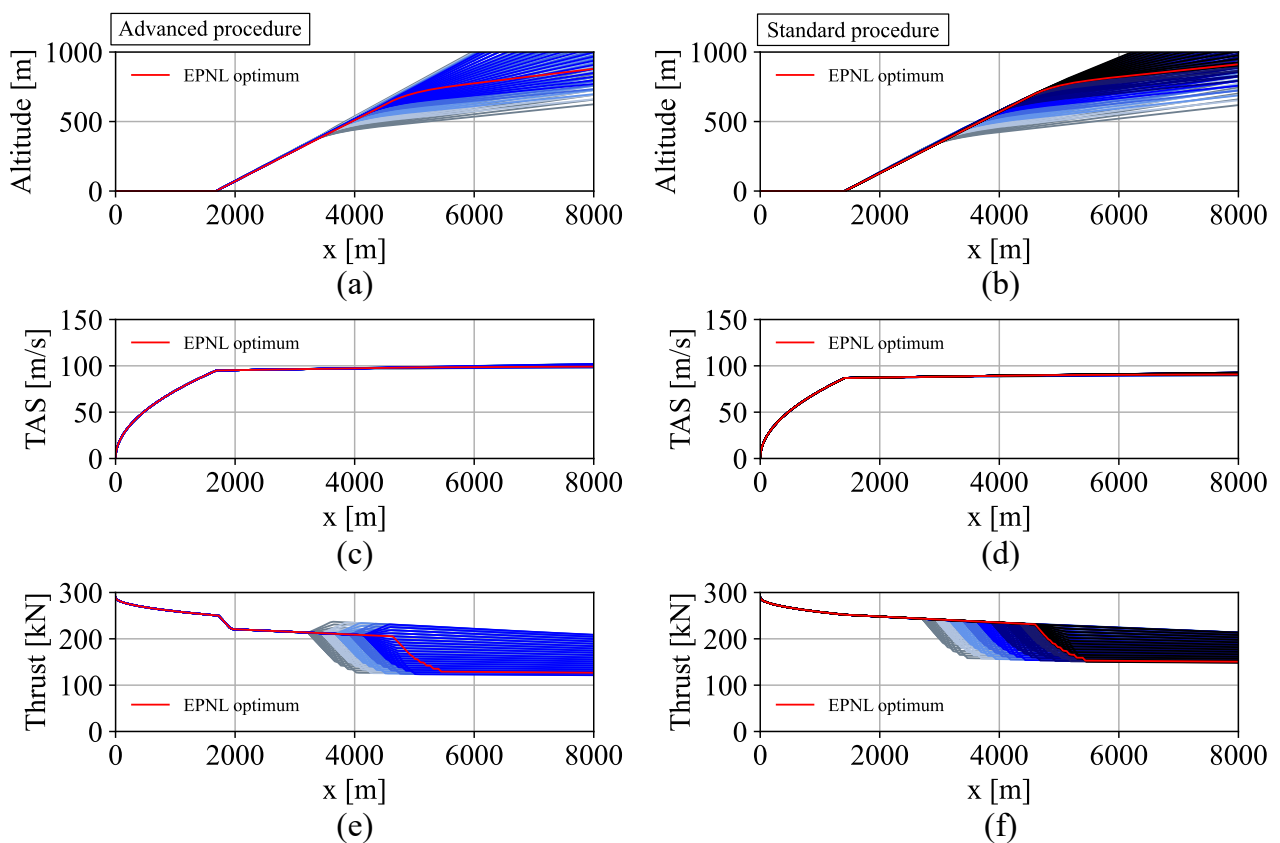 Advanced procedure
Standard procedure
Altitude [m]
1000
500
0
EPNL optimum
0 2000 4000 6000 8000
x [m]
(a)
Altitude [m]
1000
500
0
EPNL optimum
0 2000 4000 6000 8000
x [m]
(b)
TAS [m/s]
150
100
50
0
EPNL optimum
0 2000 4000 6000 8000
x [m]
(c)
TAS [m/s]
150
100
50
0
EPNL optimum
0 2000 4000 6000 8000
x [m]
(d)
Thrust [kN]
300
200
100
0
EPNL optimum
0 2000 4000 6000 8000
x [m]
(e)
Thrust [kN]
300
200
100
0
EPNL optimum
0 2000 4000 6000 8000
x [m]
(f)